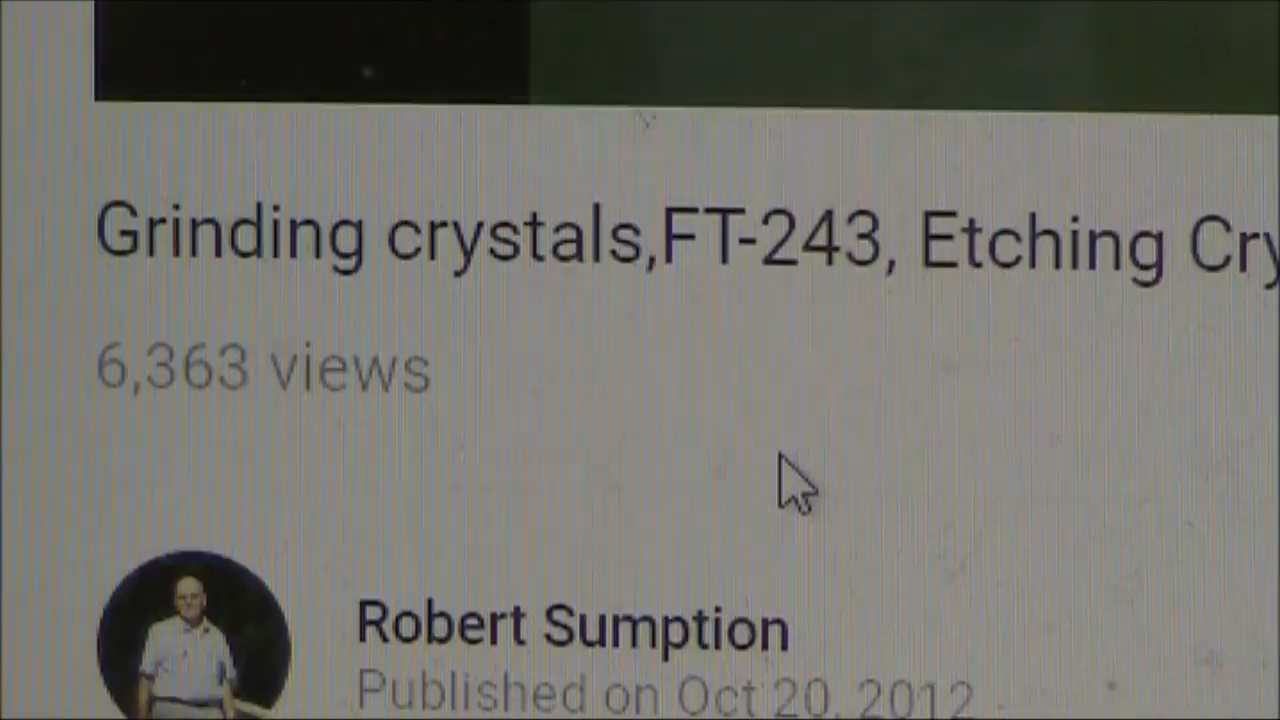 Grinding crystals,FT-243, Etching Cry
6,363 views
Robert Sumption
Published on Oct 20, 2012